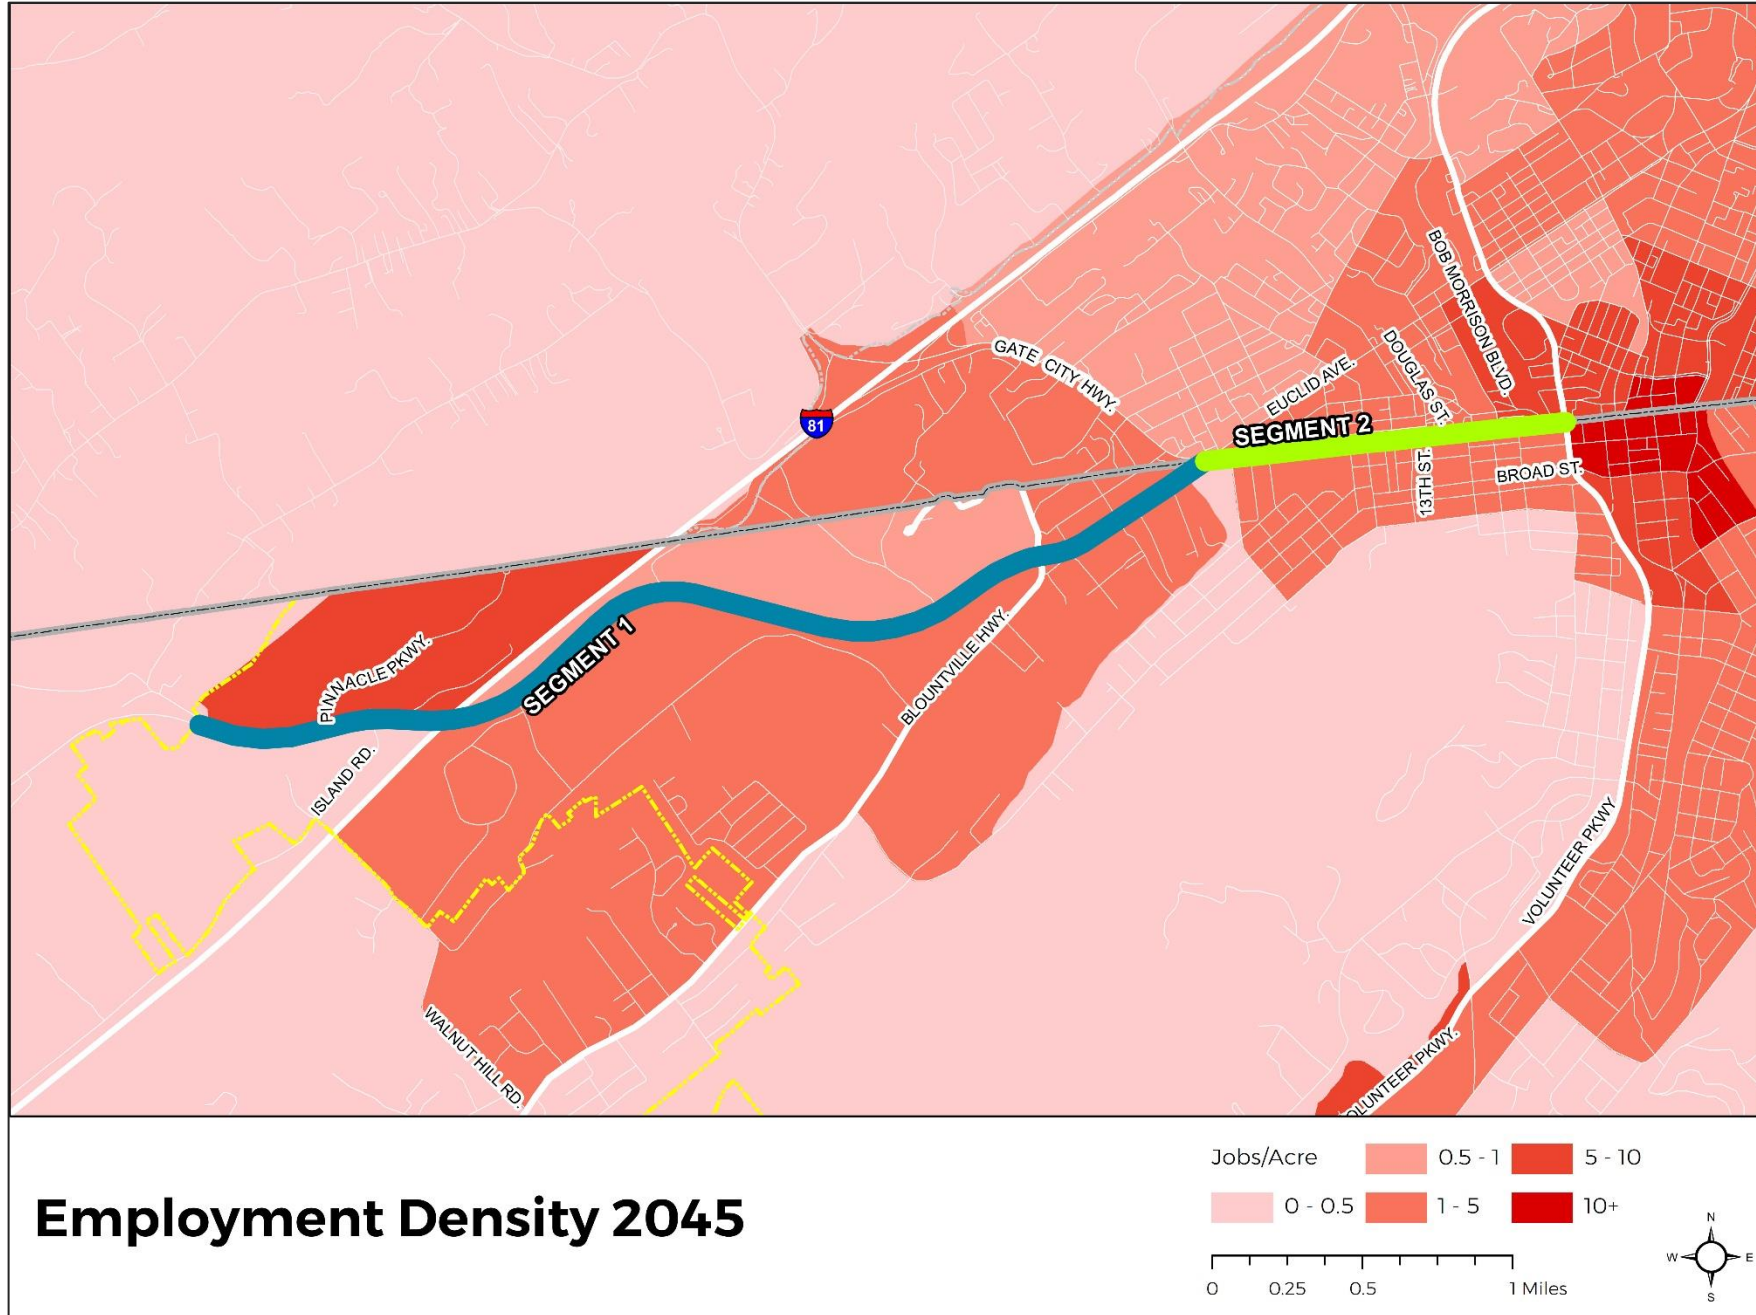 BOB MORRISON BLVD.
GATE CITY HWY.
DOUGLAS ST.
EUCLID AVE.
81
SEGMENT 2
13TH ST.
BROAD ST.
SEGMENT 1
PINNACLE PKWY.
BLOUNTVILLE HWY.
ISLAND RD.
VOLUNTEER PKWY
WALNUT HILL RD.
OLUNTEER PKWY.
Employment Density 2045
Jobs/Acre
0.5 - 1
5 - 10
0 - 0.5
1 - 5
10+
0 0.25 0.5 1 Miles
N
W E
S